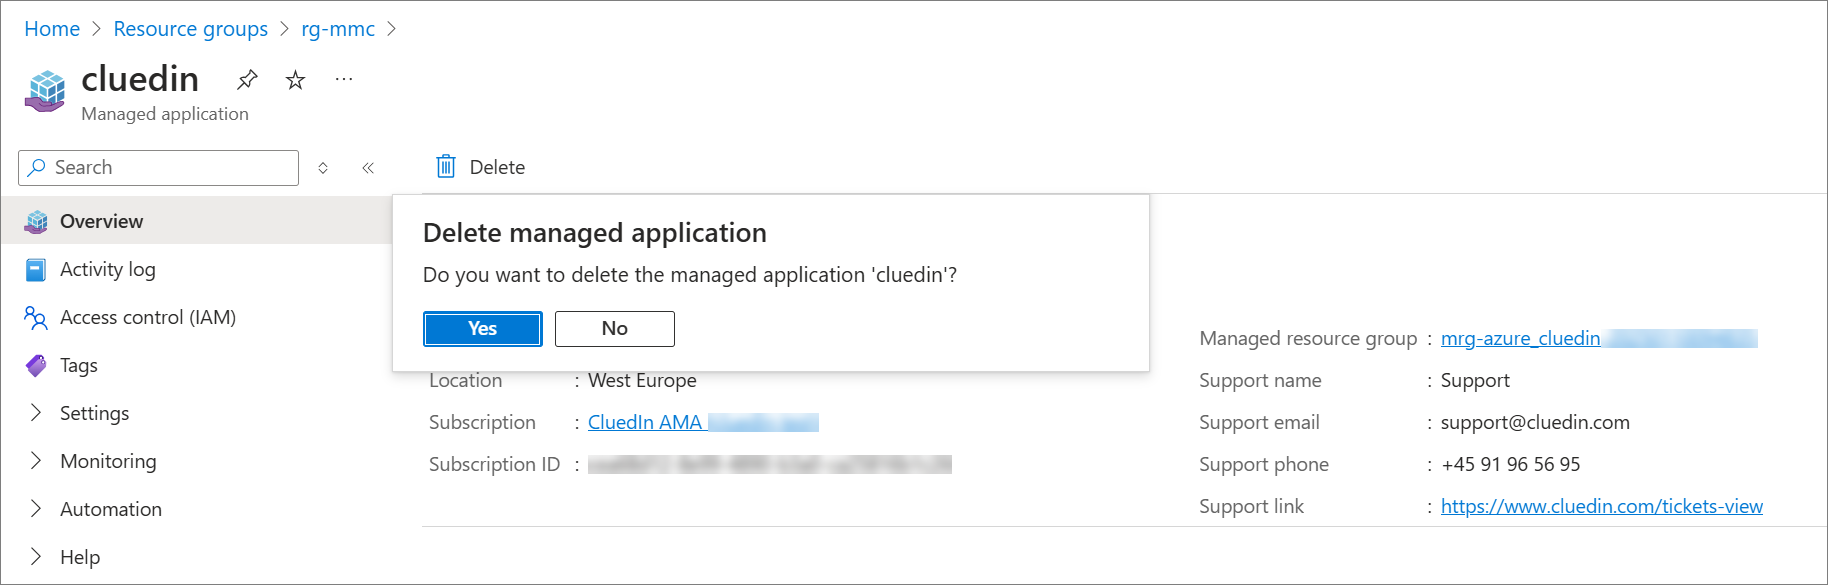 Home > Resource groups > rg-mmc >
cluedin
Managed application
Search
Delete
Overview
Activity log
Access control (IAM)
Tags
Settings
Monitoring
Automation
Help
Delete managed application
Do you want to delete the managed application 'cluedin'?
Yes No
Location : West Europe
Subscription : CluedIn AMA
Subscription ID :
Managed resource group : mrg-azure_cluedin
Support name : Support
Support email : support@cluedin.com
Support phone : +45 91 96 56 95
Support link : https://www.cluedin.com/tickets-view